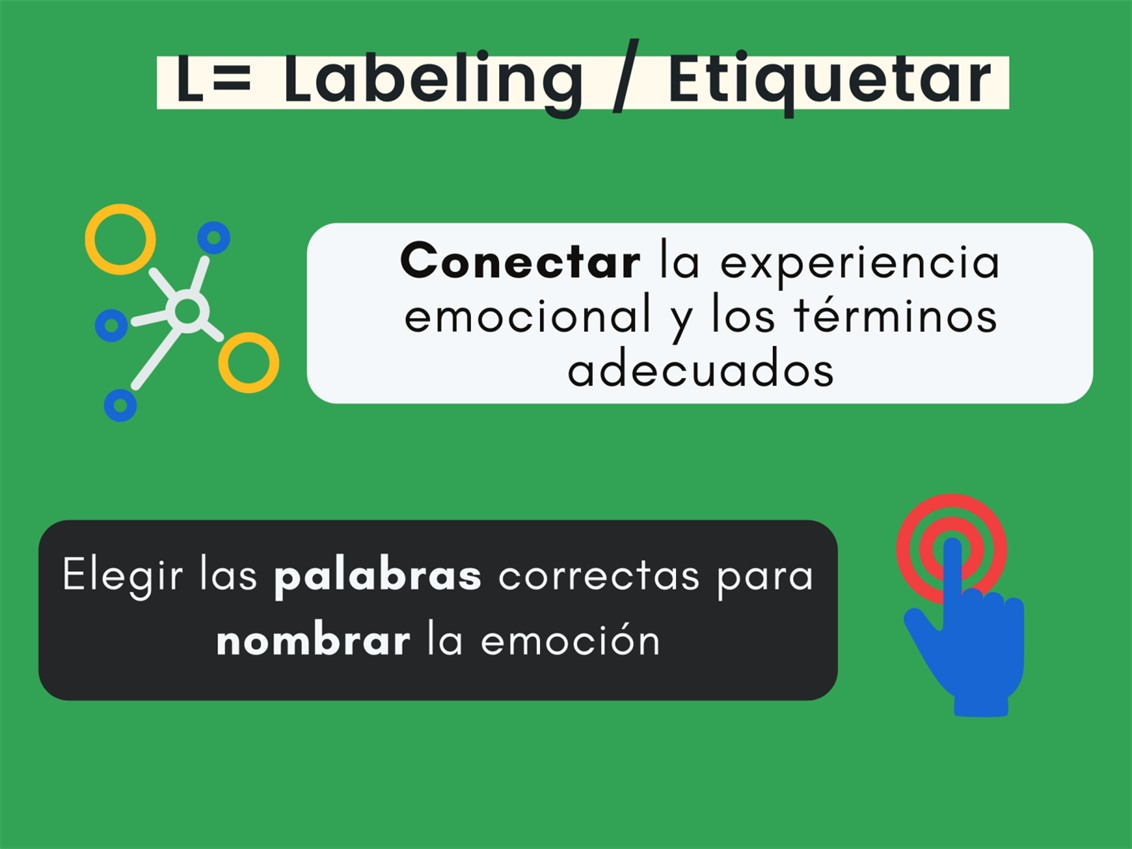 L= Labeling / Etiquetar
Conectar la experiencia
emocional y los términos
adecuados
Elegir las palabras correctas para
nombrar la emoción